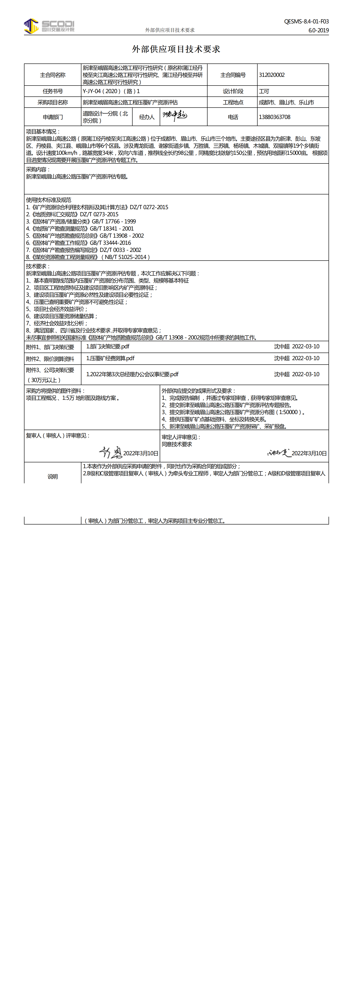 SCODI
四川交通设计院
外部供应项目技术要求
QESMS-8.4-01-F03
6.0-2019
外部供应项目技术要求
主合同名称
新津至峨眉高速公路工程可行性研究（原名称蒲江经丹
棱至夹江高速公路工程可行性研究、蒲江经丹棱至井研
高速公路工程可行性研究）
主合同编号
312020002
任务书号
Y-JY-04（2020）（路）1
设计阶段
工可
采购项目名称
新津至峨眉高速公路工程压覆矿产资源评估
工程地点
成都市、眉山市、乐山市
申请部门
道路设计一分院（北
京分院）
经办人
沈中超
电话
13880363708
项目基本情况：
新津至峨眉山高速公路（原蒲江经丹棱至夹江高速公路）位于成都市、眉山市、乐山市三个地市。主要途径区县为为新津、彭山、东坡
区、丹棱县、夹江县、峨眉山市等6个区县。涉及青龙街道、谢家街道乡镇、万胜镇、三苏镇、杨场镇、木城镇、双福镇等19个乡镇街
道。设计速度100km/h，路基宽度34米，双向六车道，推荐线全长约98公里，同精度比较线约150公里，预估用地面积15000亩。 根据项
目进度情况现需要开展压覆矿产资源评估专题工作。
采购内容：
新津至峨眉山高速公路压覆矿产资源评估专题。
使用技术标准及规范
1.《矿产资源综合利用技术指标及其计算方法》DZ/T 0272-2015
2.《地质资料汇交规范》DZ/T 0273-2015
3.《固体矿产资源/储量分类》GB/T 17766－1999
4.《地质矿产勘查测量规范》GB/T 18341－2001
5.《固体矿产地质勘查规范总则》GB/T 13908－2002
6.《固体矿产勘查工作规范》GB/T 33444-2016
7.《固体矿产勘查报告编写规定》DZ/T 0033－2002
8.《煤炭资源勘查工程测量规程》（NB/T 51025-2014）
技术要求：
新津至峨眉山高速公路项目压覆矿产资源评估专题，本次工作应解决以下问题：
1、基本查明路线范围内压覆矿产资源的分布范围、类型、规模等基本特征
2、项目区工程地质特征及建设项目影响区内矿产资源特征；
3、建设项目压覆矿产资源必然性及建设项目必要性论证；
4、压覆已查明重要矿产资源不可避免性论证；
5、项目社会经济效益评价；
6、建设项目压覆资源储量估算；
7、经济社会效益对比分析；
8、满足国家、四川省及行业技术要求,并取得专家审查意见；
未尽事宜参照相关国家标准《固体矿产地质勘查规范总则》GB/T 13908－2002规范中所要求的其他工作。
附件1、部门决策纪要
1.部门决策纪要.pdf
沈中超 2022-03-10
附件2、限价测算资料
1.压覆矿经费测算.pdf
沈中超 2022-03-10
附件3、公司决策纪要
（30万元以上）
1.2022年第3次总经理办公会议事纪要.pdf
沈中超 2022-03-10
采购方将提供的图件资料：
项目工程概况、1:5万 地形图及路线方案 。
外部供应提交的成果形式及要求：
1、完成报告编制 ，并通过专家组审查，获得专家组审查意见。
2、提交新津至峨眉山高速公路压覆矿产资源评估专题报告。
3、提交新津至峨眉山高速公路压覆矿产资源分布图（1:50000）。
4、提供压覆矿矿点基础资料、坐标及转换关系。
5、新津至峨眉山高速公路压覆矿产资源探矿、采矿报盘。
复审人（审核人）评审意见：
2022年3月10日
审定人评审意见：
同意技术要求
2022年3月10日
说明
1.本表作为外部供应采购申请的附件，同时也作为采购合同的组成部分；
2.B级和C级管理项目复审人（审核人）为牵头专业工程师，审定人为部门分管总工；A级和D级管理项目复审人
（审核人）为部门分管总工，审定人为采购项目主专业分管总工。